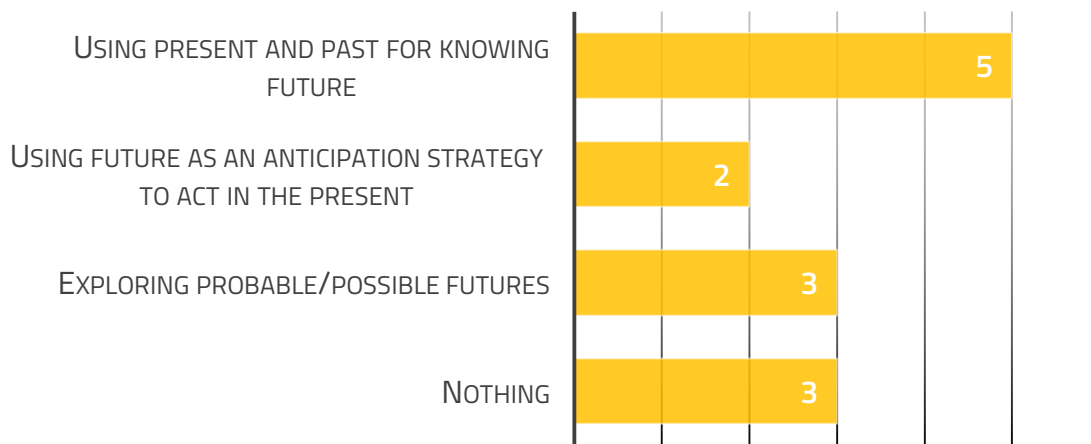 USING PRESENT AND PAST FOR KNOWING
FUTURE
5
USING FUTURE AS AN ANTICIPATION STRATEGY
TO ACT IN THE PRESENT
2
EXPLORING PROBABLE/POSSIBLE FUTURES
3
NOTHING
3